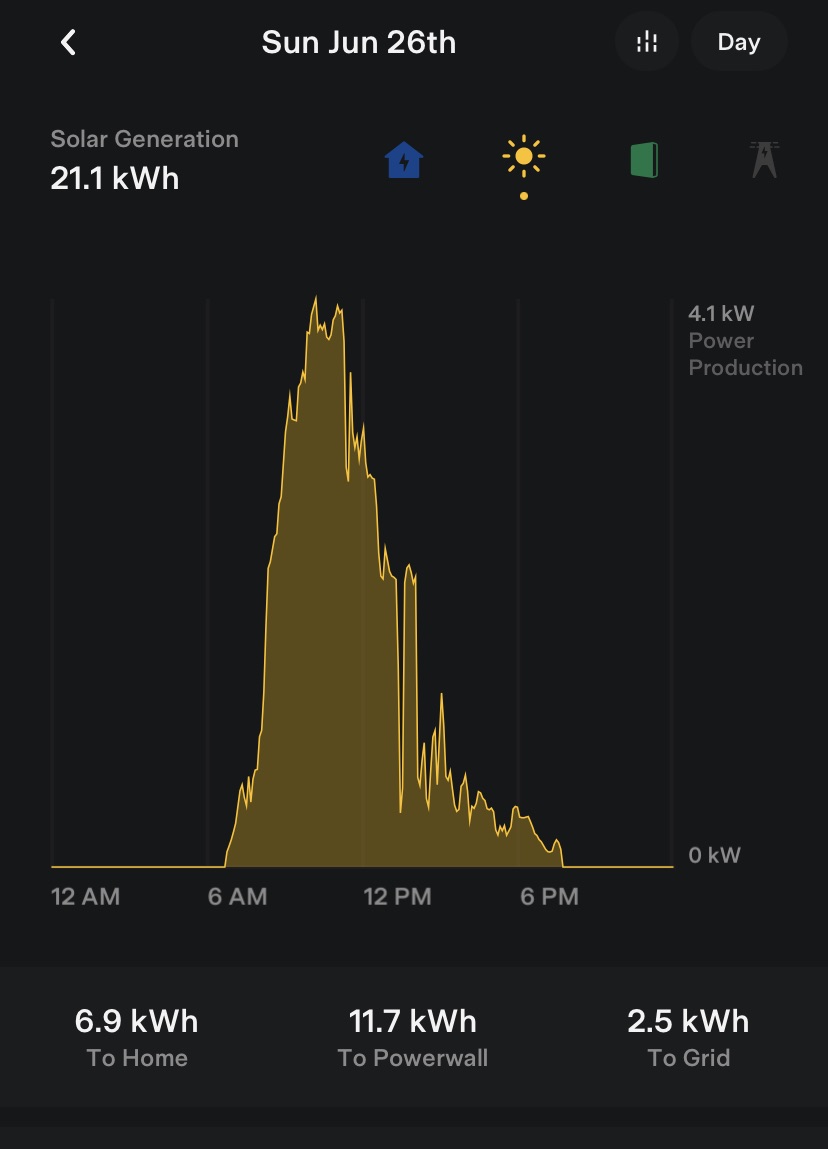 Sun Jun 26th
Day
Solar Generation
21.1 kWh
4.1 kW
Power
Production
0 kW
12 AM
6 AM
12 PM
6 PM
6.9 kWh
To Home
11.7 kWh
To Powerwall
2.5 kWh
To Grid